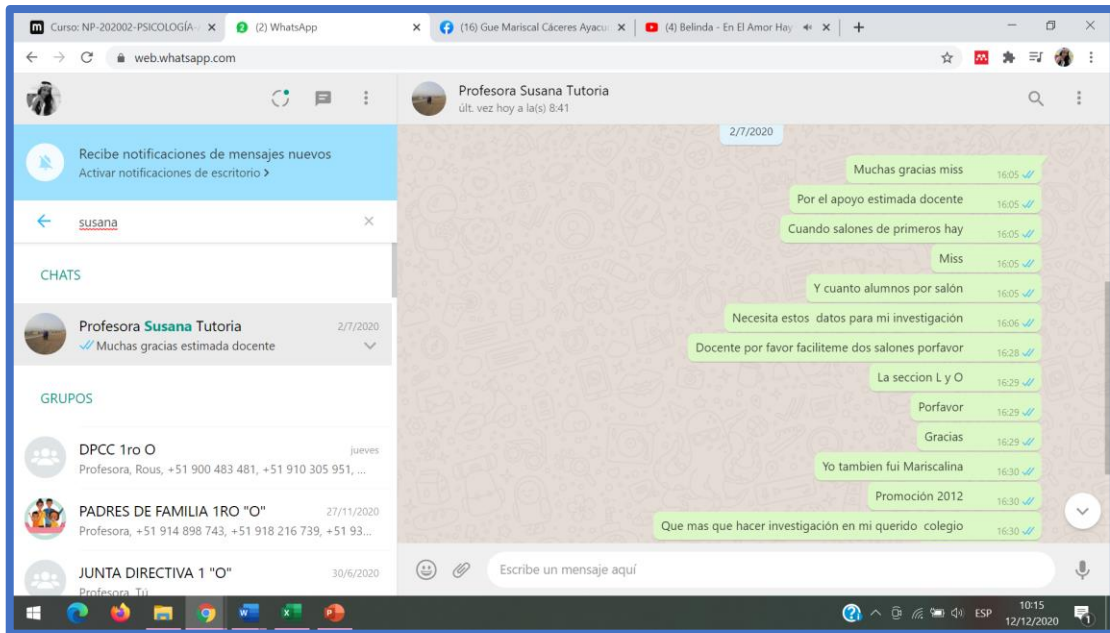 Curso: NP-202002-PSICOLOGÍA-
(2) WhatsApp
(16) Gue Mariscal Cáceres Ayacu
(4) Belinda - En El Amor Hay
web.whatsapp.com
Profesora Susana Tutoria
últ. vez hoy a la(s) 8:41
Recibe notificaciones de mensajes nuevos
Activar notificaciones de escritorio >
susana
CHATS
Profesora Susana Tutoria 2/7/2020
Muchas gracias estimada docente
GRUPOS
DPCC 1ro O jueves
Profesora, Rous, +51 900 483 481, +51 910 305 951, ...
PADRES DE FAMILIA 1RO "O" 27/11/2020
Profesora, +51 914 898 743, +51 918 216 739, +51 93...
JUNTA DIRECTIVA 1 "O" 30/6/2020
Profesora, Tú
2/7/2020
Muchas gracias miss 16:05
Por el apoyo estimada docente 16:05
Cuando salones de primeros hay 16:05
Miss 16:05
Y cuanto alumnos por salón 16:05
Necesita estos datos para mi investigación 16:06
Docente por favor faciliteme dos salones porfavor 16:28
La seccion L y O 16:29
Porfavor 16:29
Gracias 16:29
Yo tambien fui Mariscalina 16:30
Promoción 2012 16:30
Que mas que hacer investigación en mi querido colegio 16:30
Escribe un mensaje aquí
ESP
10:15
12/12/2020